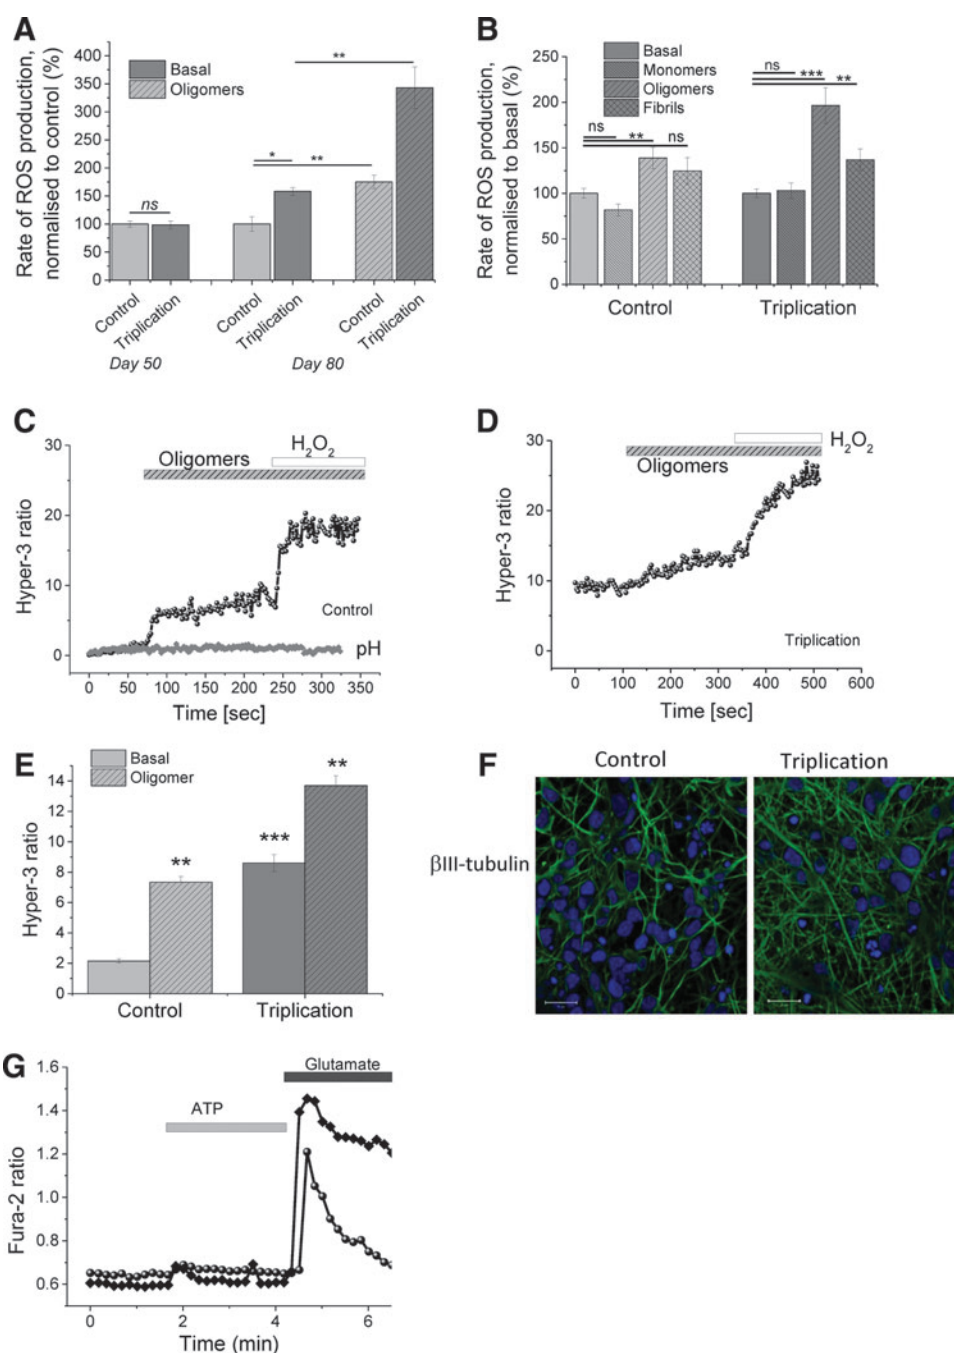 A
Rate of ROS production,
normalised to control (%)
400
350
300
250
200
150
100
50
0
Basal
Oligomers
ns
*
**
**
Control
Triplication
Control
Triplication
Control
Triplication
Day 50
Day 80
B
Rate of ROS production,
normalised to basal (%)
250
200
150
100
50
0
Basal
Monomers
Oligomers
Fibrils
ns
**
ns
ns
***
**
Control
Triplication
C
Hyper-3 ratio
30
20
10
0
H2O2
Oligomers
Control
pH
0 50 100 150 200 250 300 350
Time [sec]
D
Hyper-3 ratio
30
20
10
0
H2O2
Oligomers
Triplication
0 100 200 300 400 500 600
Time [sec]
E
Hyper-3 ratio
14
12
10
8
6
4
2
0
Basal
Oligomer
**
***
**
Control
Triplication
F
Control
Triplication
βIII-tubulin
G
Fura-2 ratio
1.6
1.4
1.2
1.0
0.8
0.6
Glutamate
ATP
0 2 4 6
Time (min)